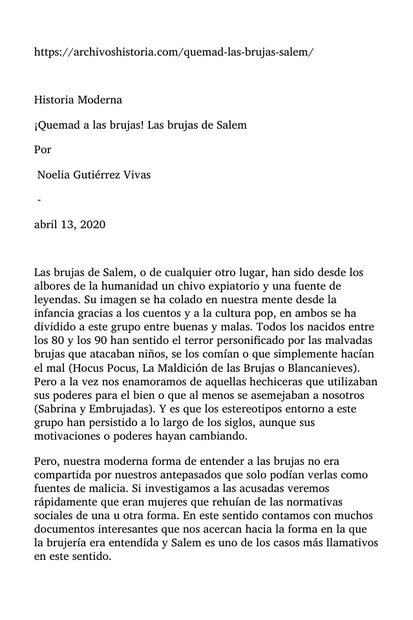 https://archivoshistoria.com/quemad-las-brujas-salem/
Historia Moderna
¡Quemad a las brujas! Las brujas de Salem
Por
Noelia Gutiérrez Vivas
-
abril 13, 2020
Las brujas de Salem, o de cualquier otro lugar, han sido desde los
albores de la humanidad un chivo expiatorio y una fuente de
leyendas. Su imagen se ha colado en nuestra mente desde la
infancia gracias a los cuentos y a la cultura pop, en ambos se ha
dividido a este grupo entre buenas y malas. Todos los nacidos entre
los 80 y los 90 han sentido el terror personificado por las malvadas
brujas que atacaban niños, se los comían o que simplemente hacían
el mal (Hocus Pocus, La Maldición de las Brujas o Blancanieves).
Pero a la vez nos enamoramos de aquellas hechiceras que utilizaban
sus poderes para el bien o que al menos se asemejaban a nosotros
(Sabrina y Embrujadas). Y es que los estereotipos entorno a este
grupo han persistido a lo largo de los siglos, aunque sus
motivaciones o poderes hayan cambiando.
Pero, nuestra moderna forma de entender a las brujas no era
compartida por nuestros antepasados que solo podían verlas como
fuentes de malicia. Si investigamos a las acusadas veremos
rápidamente que eran mujeres que rehuían de las normativas
sociales de una u otra forma. En este sentido contamos con muchos
documentos interesantes que nos acercan hacia la forma en la que
la brujería era entendida y Salem es uno de los casos más llamativos
en este sentido.